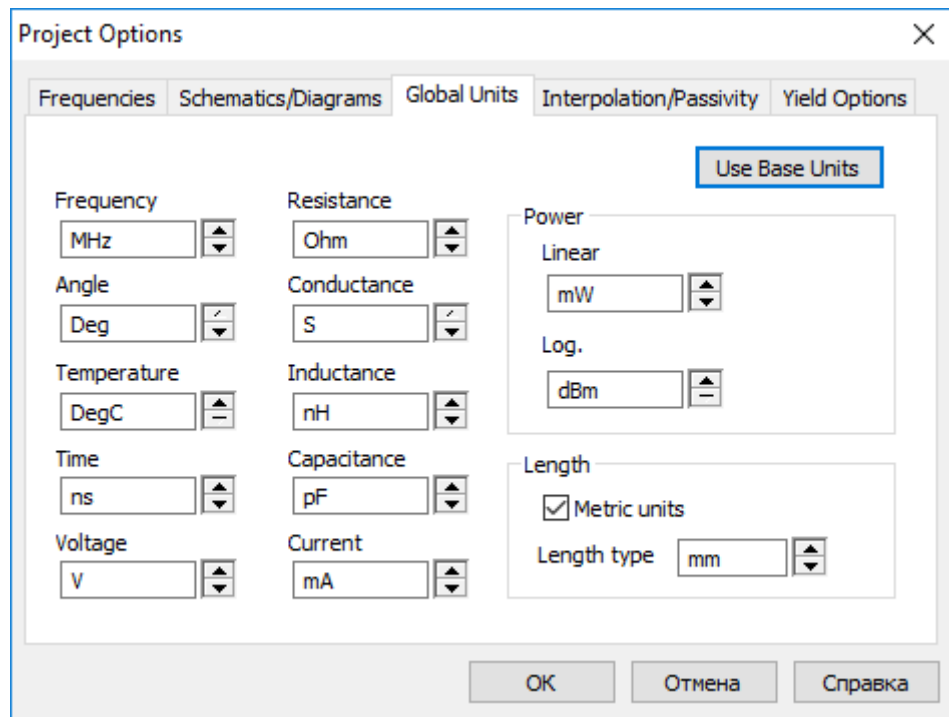 Project Options
Frequencies Schematics/Diagrams Global Units Interpolation/Passivity Yield Options
Use Base Units
Frequency Resistance
MHz Ohm
Power
Linear
mW
Angle Conductance
Deg S
Log.
dBm
Temperature Inductance
DegC nH
Time Capacitance
ns pF
Length
Metric units
Length type mm
Voltage Current
V mA
ОК Отмена Справка